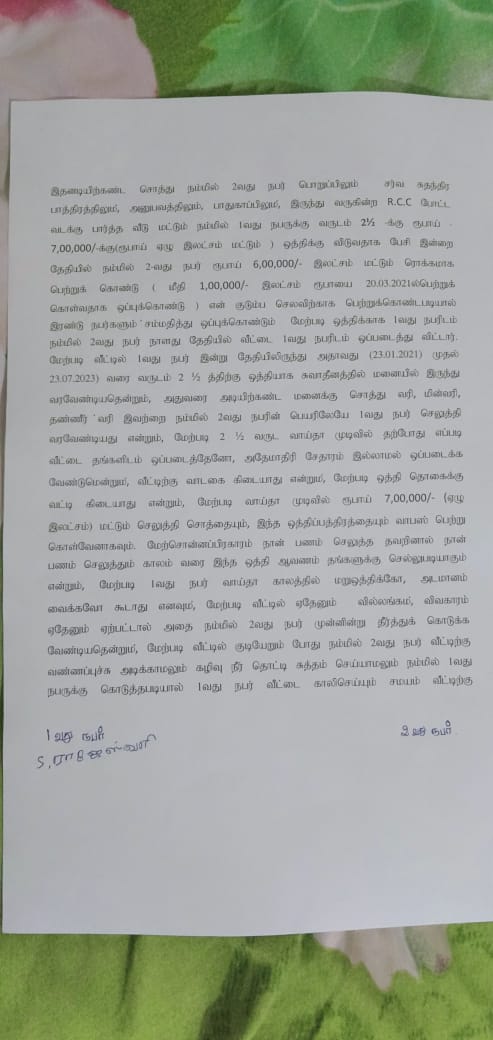 இதனடியிற்கண்ட சொத்து நம்மில் 2வது நபர் பொறுப்பிலும் சர்வ சுதந்திர
பாத்திரத்திலும், அனுபவத்திலும், பாதுகாப்பிலும், இருந்து வருகின்ற R.C.C போட்ட
வடக்கு பார்த்த வீடு மட்டும் நம்மில் 1வது நபருக்கு வருடம் 2½ -க்கு ரூபாய் .
7,00,000/-க்கு(ரூபாய் ஏழு இலட்சம் மட்டும் ) ஒத்திக்கு விடுவதாக பேசி இன்றை
தேதியில் நம்மில் 2-வது நபர் ரூபாய் 6,00,000/- இலட்சம் மட்டும் ரொக்கமாக
பெற்றுக் கொண்டு ( மீதி 1,00,000/- இலட்சம் ரூபாயை 20.03.2021ல்பெற்றுக்
கொள்வதாக ஒப்புக்கொண்டு ) என் குடும்ப செலவிற்காக பெற்றுக்கொண்டபடியால்
இரண்டு நபர்களும் சம்மதித்து ஒப்புக்கொண்டும் மேற்படி ஒத்திக்காக 1வது நபரிடம்
நம்மில் 2வது நபர் நாளது தேதியில் வீட்டை 1வது நபரிடம் ஒப்படைத்து விட்டார்.
மேற்படி வீட்டில் 1வது நபர் இன்று தேதியிலிருந்து அதாவது (23.01.2021) முதல்
23.07.2023) வரை வருடம் 2 ½ த்திற்கு ஒத்தியாக சுவாதீனத்தில் மனையில் இருந்து
வரவேண்டியதென்றும், அதுவரை அடியிற்கண்ட மனைக்கு சொத்து வரி, மின்வரி,
தண்ணீர் வரி இவற்றை நம்மில் 2வது நபரின் பெயரிலேயே 1வது நபர் செலுத்தி
வரவேண்டியது என்றும், மேற்படி 2 ½ வருட வாய்தா முடிவில் தற்போது எப்படி
வீட்டை தங்களிடம் ஒப்படைத்தேனோ, அதேமாதிரி சேதாரம் இல்லாமல் ஒப்படைக்க
வேண்டுமென்றும், வீட்டிற்கு வாடகை கிடையாது என்றும், மேற்படி ஒத்தி தொகைக்கு
வட்டி கிடையாது என்றும், மேற்படி வாய்தா முடிவில் ரூபாய் 7,00,000/- (ஏழு
இலட்சம்) மட்டும் செலுத்தி சொத்தையும், இந்த ஒத்திப்பத்திரத்தையும் வாபஸ் பெற்று
கொள்வேனாகவும். மேற்சொன்னப்பிரகாரம் நான் பணம் செலுத்த தவறினால் நான்
பணம் செலுத்தும் காலம் வரை இந்த ஒத்தி ஆவணம் தங்களுக்கு செல்லுபடியாகும்
என்றும், மேற்படி 1வது நபர் வாய்தா காலத்தில் மறுஒத்திக்கோ, அடமானம்
வைக்கவோ கூடாது எனவும், மேற்படி வீட்டில் ஏதேனும் வில்லங்கம், விவகாரம்
ஏதேனும் ஏற்பட்டால் அதை நம்மில் 2வது நபர் முன்னின்று தீர்த்துக் கொடுக்க
வேண்டியதென்றும், மேற்படி வீட்டில் குடியேறும் போது நம்மில் 2வது நபர் வீட்டிற்கு
வண்ணப்பூச்சு அடிக்காமலும் கழிவு நீர் தொட்டி சுத்தம் செய்யாமலும் நம்மில் 1வது
நபருக்கு கொடுத்தபடியால் 1வது நபர் வீட்டை காலிசெய்யும் சமயம் வீட்டிற்கு
1வது நபர் 2வது நபர்.
S. ராஜேஸ்வரி